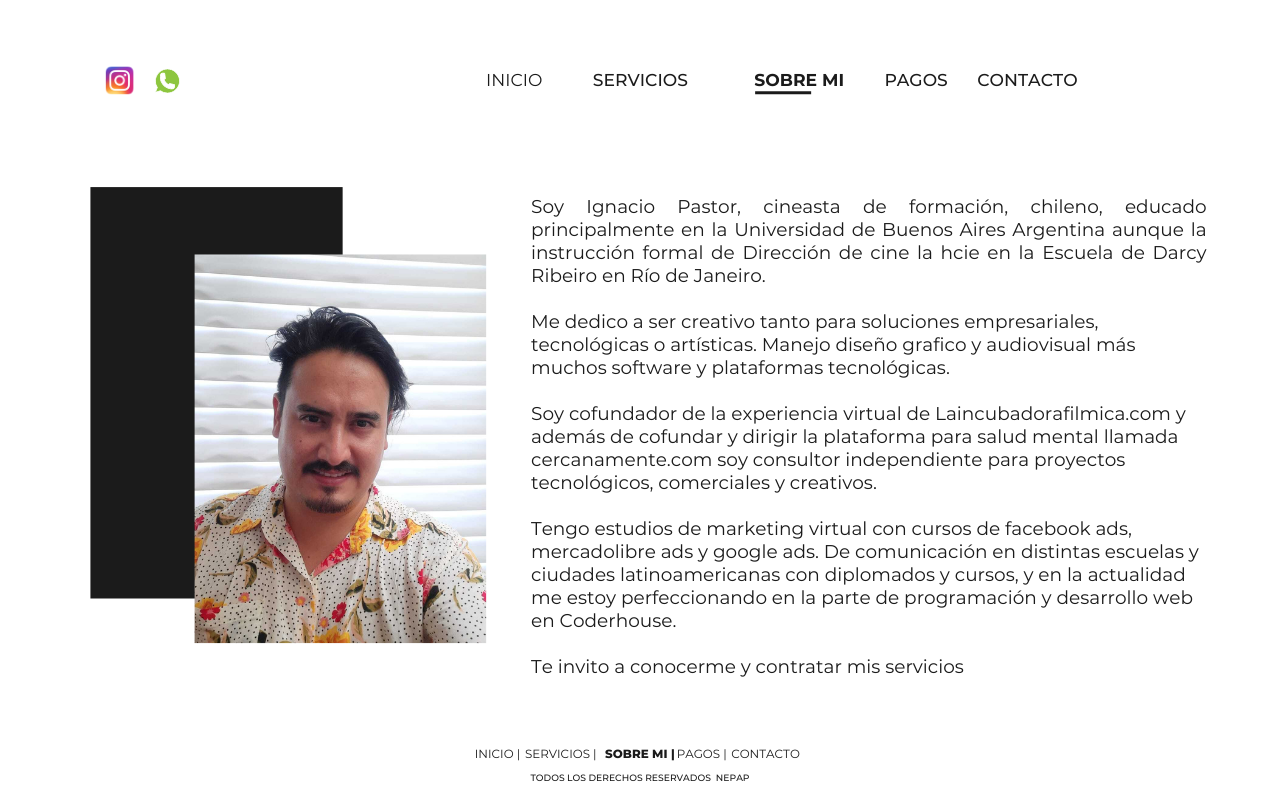 INICIO SERVICIOS SOBRE MI PAGOS CONTACTO
Soy Ignacio Pastor, cineasta de formación, chileno, educado
principalmente en la Universidad de Buenos Aires Argentina aunque la
instrucción formal de Dirección de cine la hcie en la Escuela de Darcy
Ribeiro en Río de Janeiro.
Me dedico a ser creativo tanto para soluciones empresariales,
tecnológicas o artísticas. Manejo diseño grafico y audiovisual más
muchos software y plataformas tecnológicas.
Soy cofundador de la experiencia virtual de Laincubadorafilmica.com y
además de cofundar y dirigir la plataforma para salud mental llamada
cercanamente.com soy consultor independiente para proyectos
tecnológicos, comerciales y creativos.
Tengo estudios de marketing virtual con cursos de facebook ads,
mercadolibre ads y google ads. De comunicación en distintas escuelas y
ciudades latinoamericanas con diplomados y cursos, y en la actualidad
me estoy perfeccionando en la parte de programación y desarrollo web
en Coderhouse.
Te invito a conocerme y contratar mis servicios
INICIO | SERVICIOS | SOBRE MI | PAGOS | CONTACTO
TODOS LOS DERECHOS RESERVADOS NEPAP